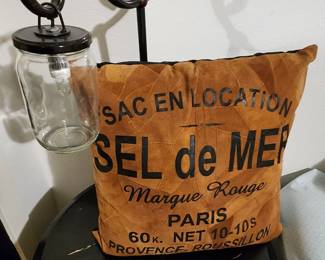 SAC EN LOCATION
SEL de MER
Marque Rouge
PARIS
60K. NET 10-10S
PROVENCE-ROUSSILLON